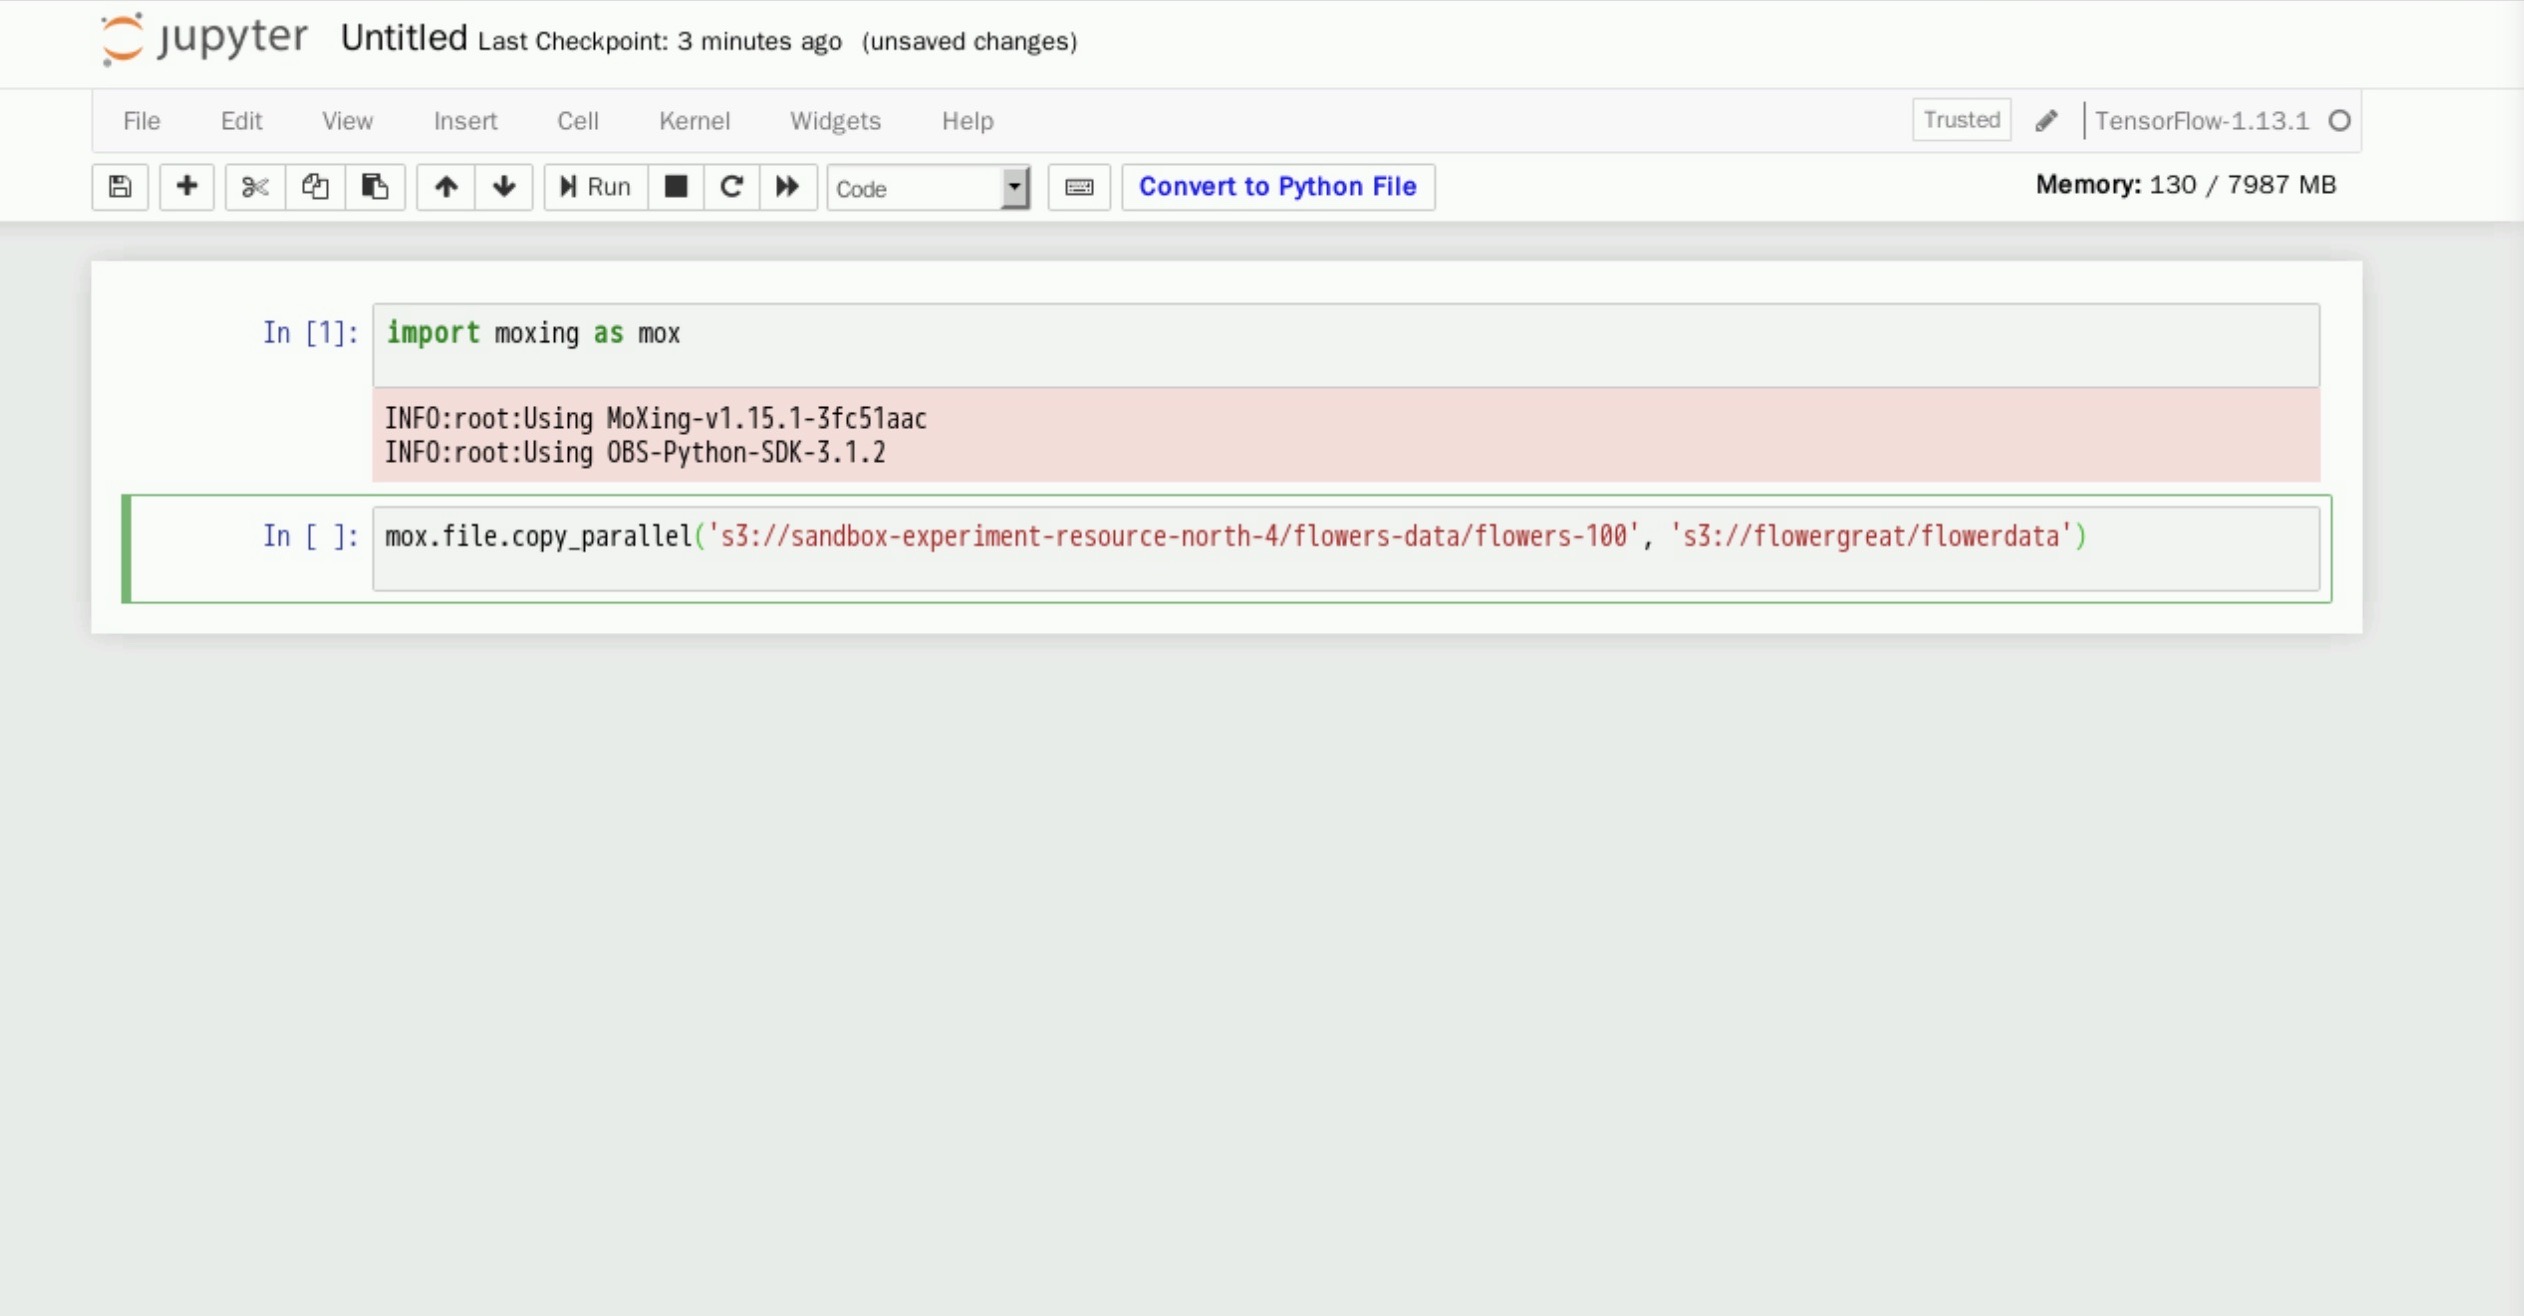 jupyter Untitled Last Checkpoint: 3 minutes ago (unsaved changes)
File Edit View Insert Cell Kernel Widgets Help Trusted TensorFlow-1.13.1
Run Code Convert to Python File Memory: 130 / 7987 MB
In [1]: import moxing as mox
INFO:root:Using MoXing-v1.15.1-3fc51aac
INFO:root:Using OBS-Python-SDK-3.1.2
In [ ]: mox.file.copy_parallel('s3://sandbox-experiment-resource-north-4/flowers-data/flowers-100', 's3://flowergreat/flowerdata')